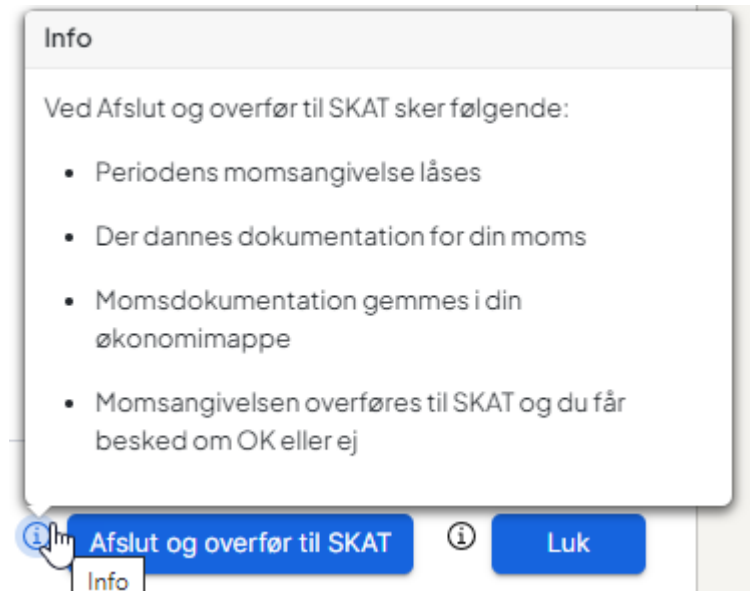 Info
Ved Afslut og overfør til SKAT sker følgende:
• Periodens momsangivelse låses
• Der dannes dokumentation for din moms
• Momsdokumentation gemmes i din
økonomimappe
• Momsangivelsen overføres til SKAT og du får
besked om OK eller ej
Afslut og overfør til SKAT
Luk
Info